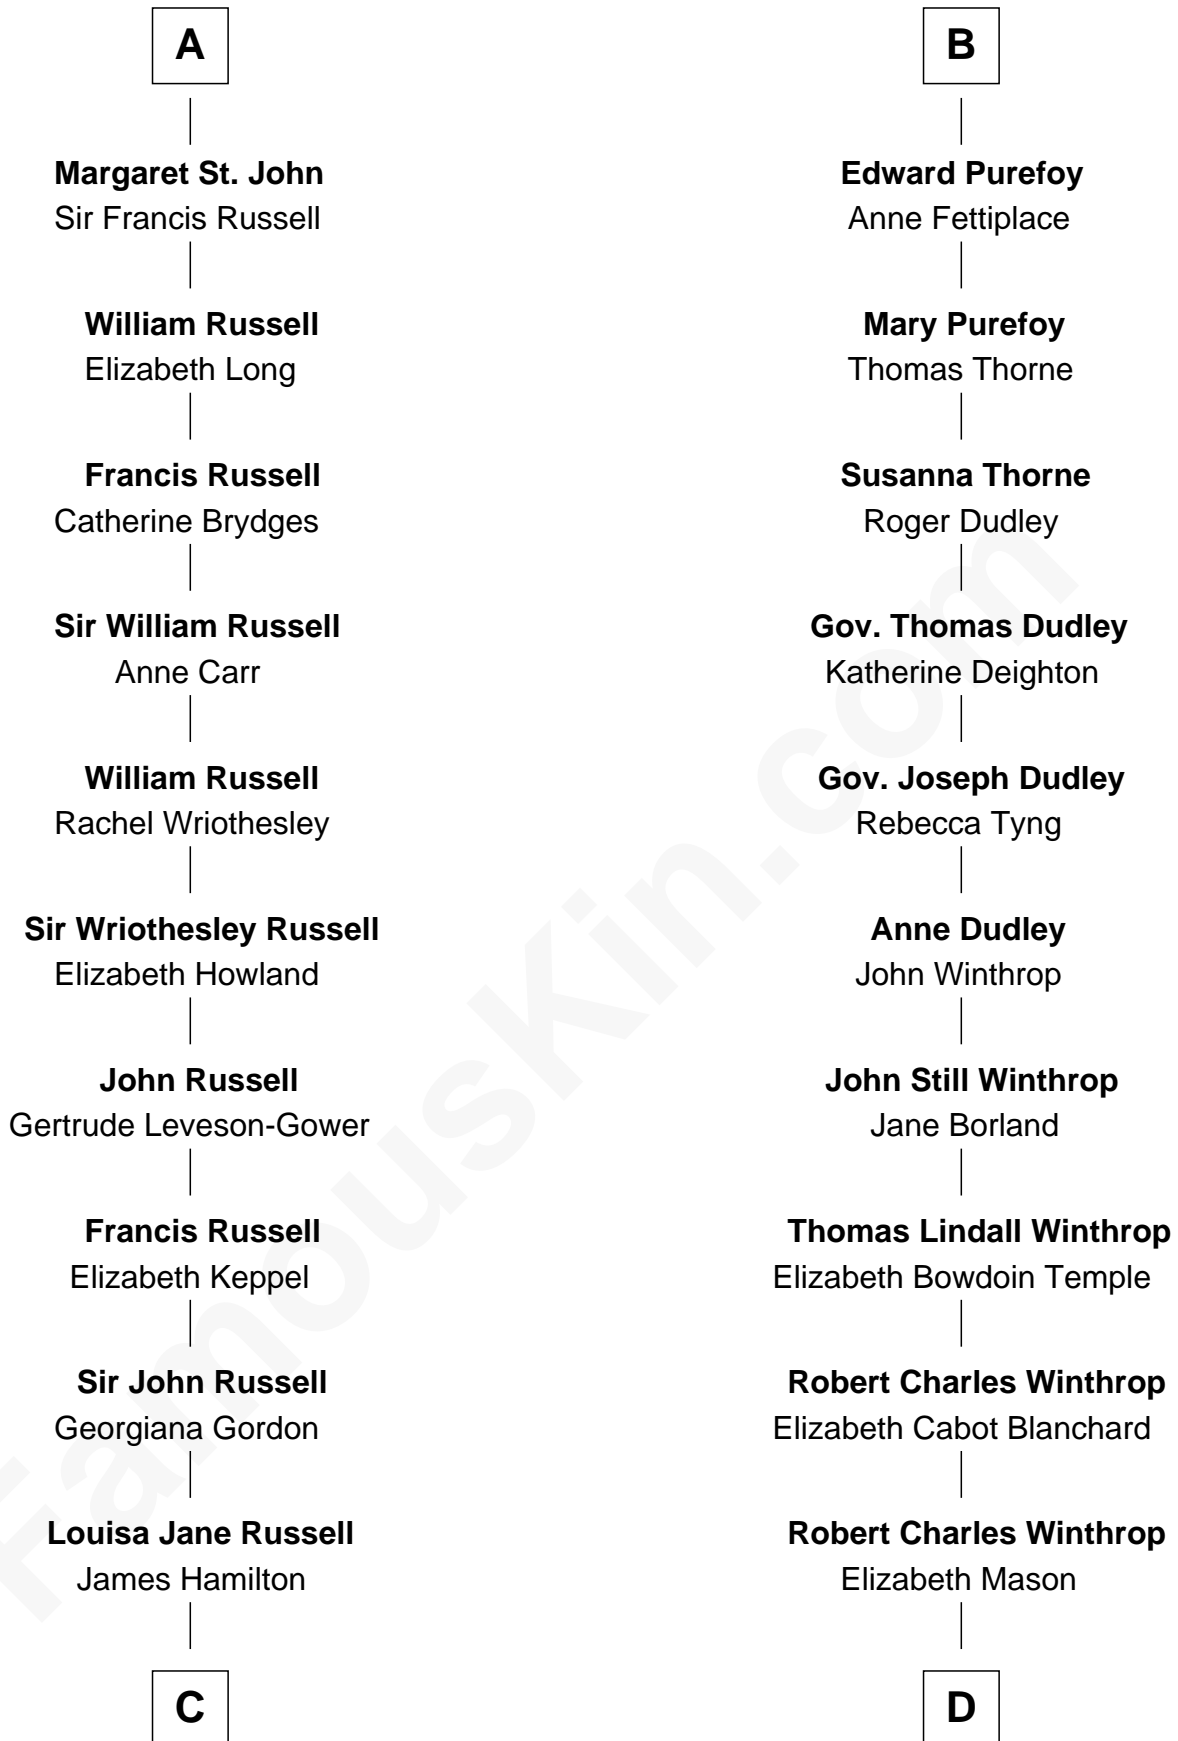 A
Margaret St. John
Sir Francis Russell
William Russell
Elizabeth Long
Francis Russell
Catherine Brydges
Sir William Russell
Anne Carr
William Russell
Rachel Wriothesley
Sir Wriothesley Russell
Elizabeth Howland
John Russell
Gertrude Leveson-Gower
Francis Russell
Elizabeth Keppel
Sir John Russell
Georgiana Gordon
Louisa Jane Russell
James Hamilton
C
B
Edward Purefoy
Anne Fettiplace
Mary Purefoy
Thomas Thorne
Susanna Thorne
Roger Dudley
Gov. Thomas Dudley
Katherine Deighton
Gov. Joseph Dudley
Rebecca Tyng
Anne Dudley
John Winthrop
John Still Winthrop
Jane Borland
Thomas Lindall Winthrop
Elizabeth Bowdoin Temple
Robert Charles Winthrop
Elizabeth Cabot Blanchard
Robert Charles Winthrop
Elizabeth Mason
D
FamousKin.com